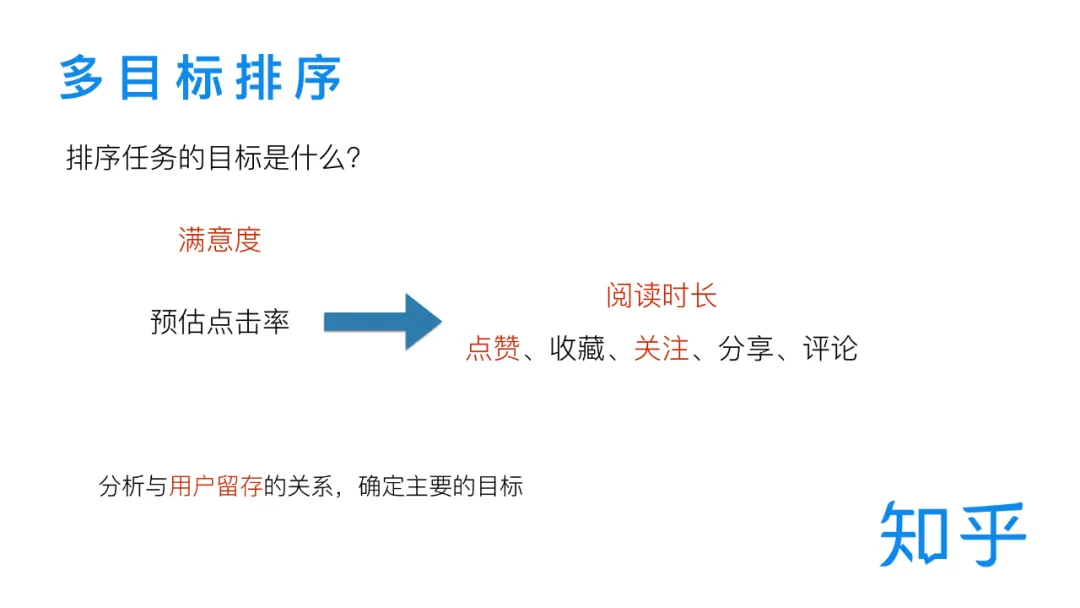 多目标排序
排序任务的目标是什么？
满意度
预估点击率
阅读时长
点赞、收藏、关注、分享、评论
分析与用户留存的关系，确定主要的目标
知乎